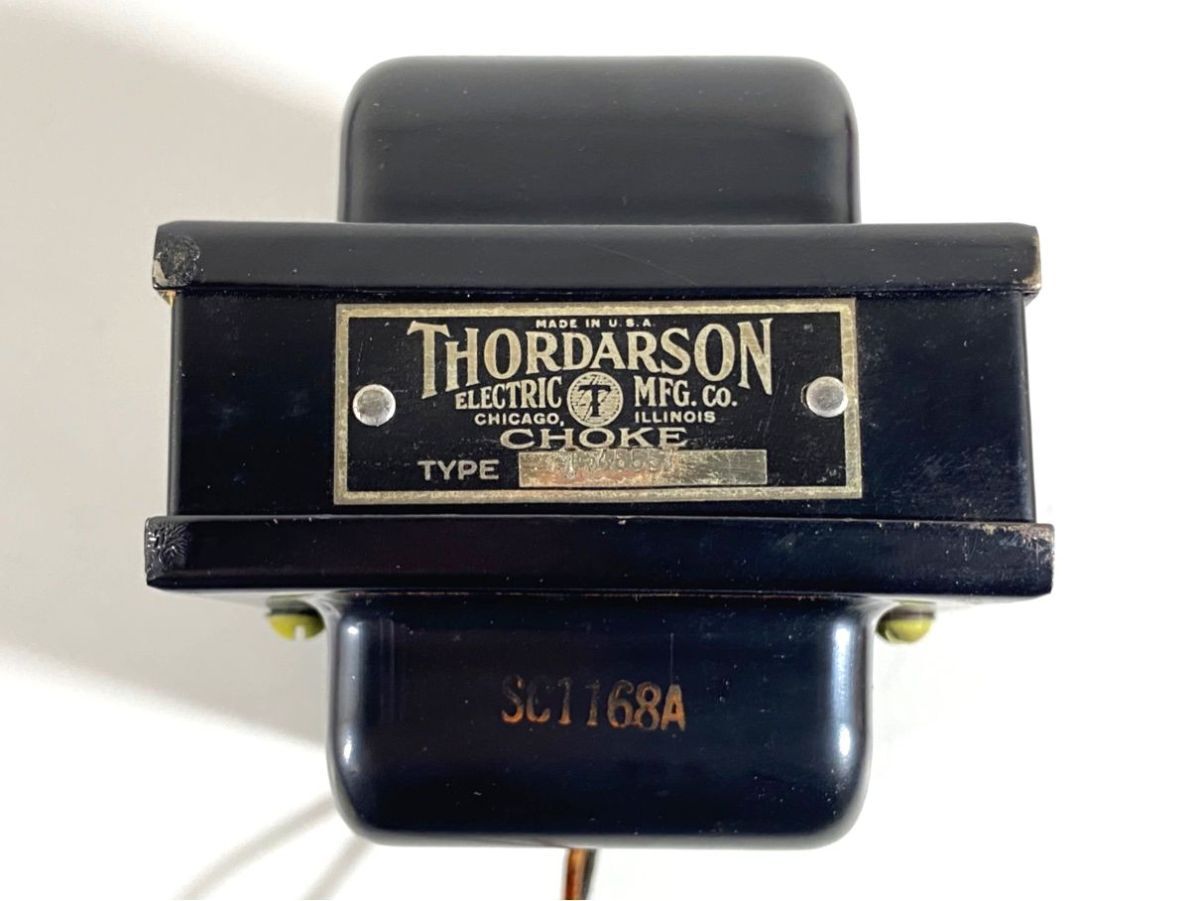 MADE IN U.S.A.
THORDARSON
ELECTRIC T MFG. CO.
CHICAGO, ILLINOIS
CHOKE
TYPE
SC1168A